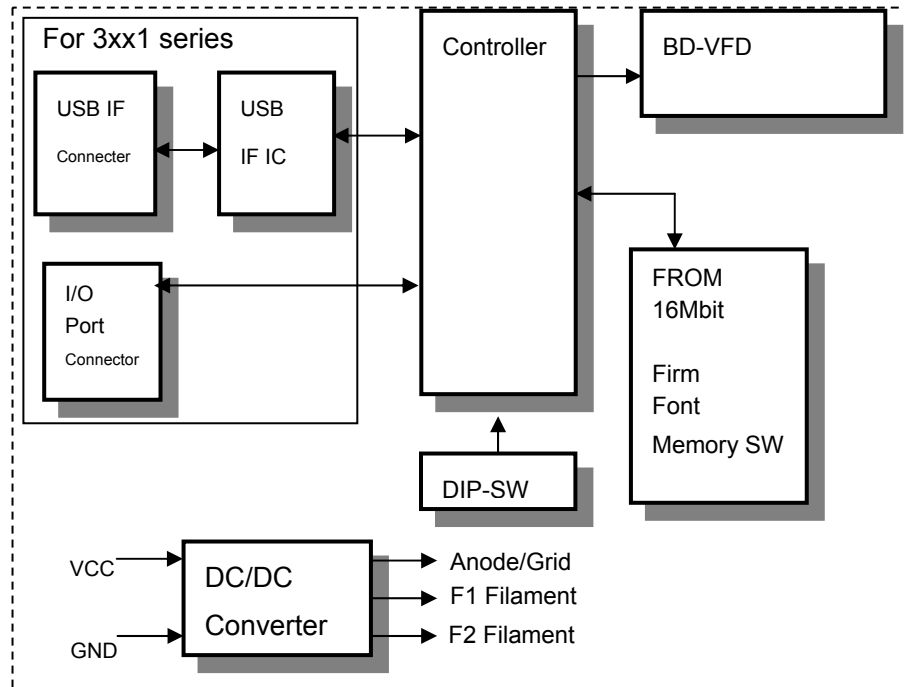 For 3xx1 series
USB IF
Connecter
USB
IF IC
I/O
Port
Connector
Controller
BD-VFD
FROM
16Mbit
Firm
Font
Memory SW
DIP-SW
VCC
GND
DC/DC
Converter
Anode/Grid
F1 Filament
F2 Filament